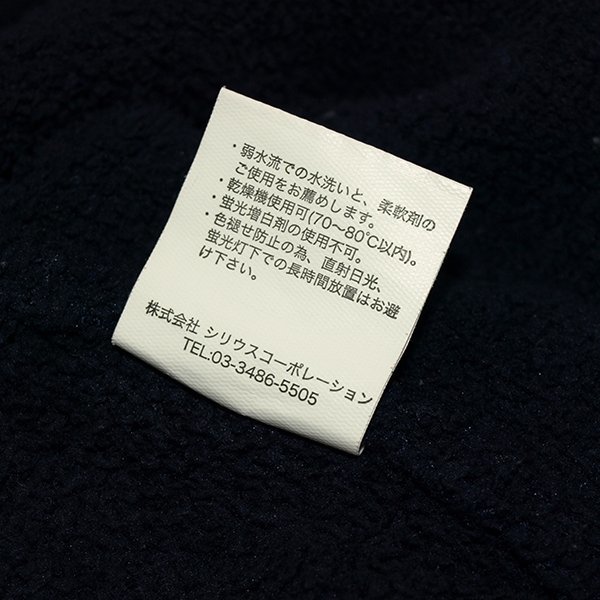 ・弱水流での水洗いと、柔軟剤の
ご使用をお薦めします。
・乾燥機使用可(70〜80℃以内)。
・蛍光増白剤の使用不可。
・色褪せ防止の為、直射日光、
蛍光灯下での長時間放置はお避
け下さい。
株式会社 シリウスコーポレーション
TEL:03-3486-5505